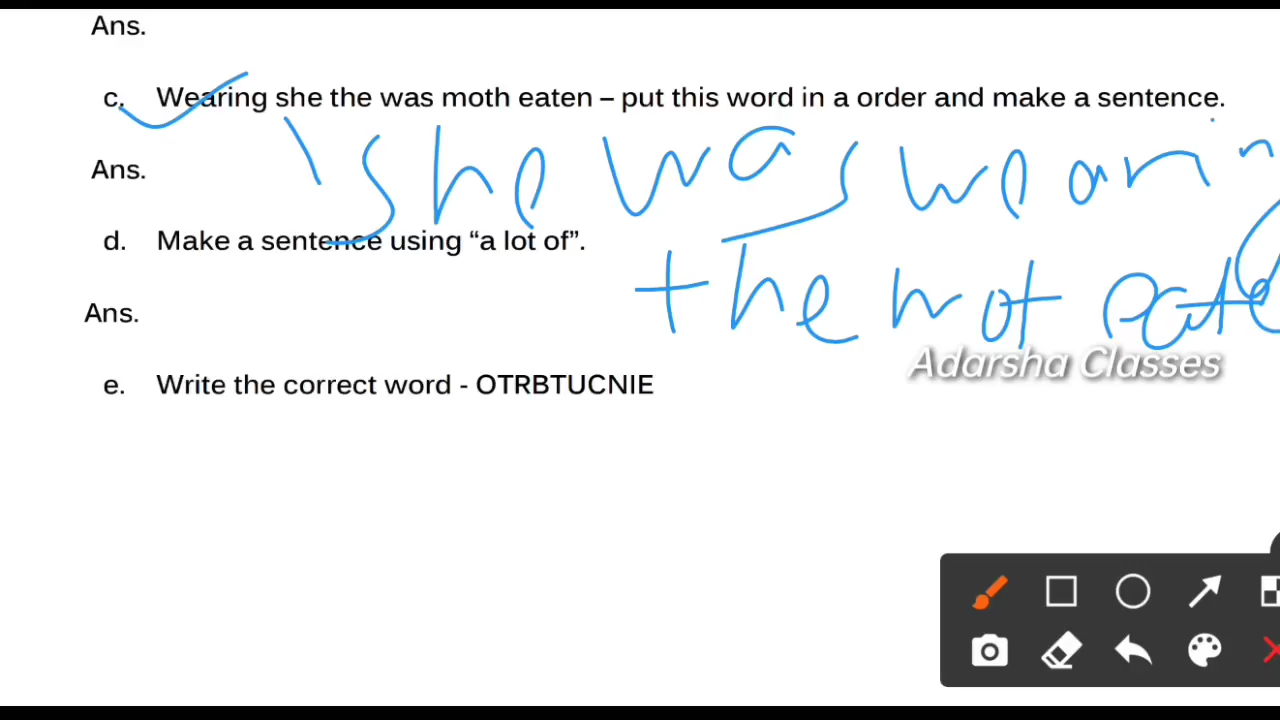 Ans.
c. Wearing she the was moth eaten – put this word in a order and make a sentence.
she was wearing
Ans.
d. Make a sentence using “a lot of”.
the mot eate
Ans.
Adarsha Classes
e. Write the correct word - OTRBTUCNIE